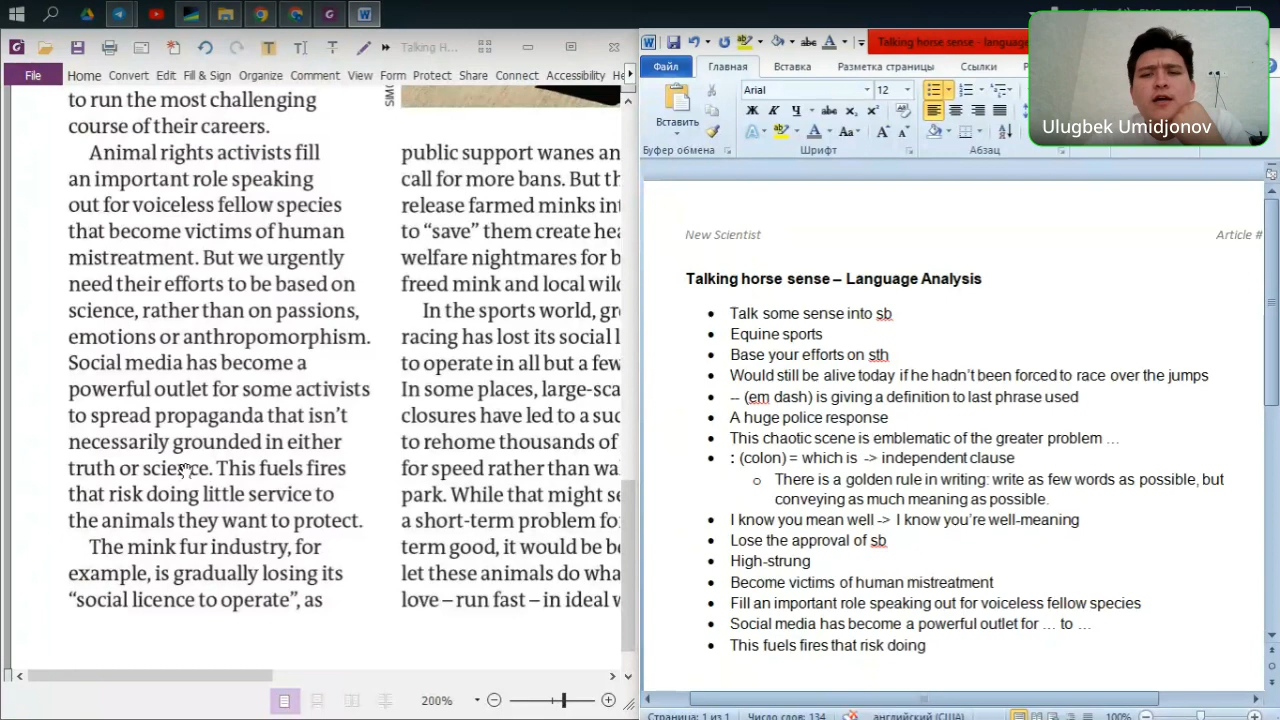 Talking H...
File Home Convert Edit Fill & Sign Organize Comment View Form Protect Share Connect Accessibility He
to run the most challenging
course of their careers.
Animal rights activists fill
an important role speaking
out for voiceless fellow species
that become victims of human
mistreatment. But we urgently
need their efforts to be based on
science, rather than on passions,
emotions or anthropomorphism.
Social media has become a
powerful outlet for some activists
to spread propaganda that isn't
necessarily grounded in either
truth or science. This fuels fires
that risk doing little service to
the animals they want to protect.
The mink fur industry, for
example, is gradually losing its
"social licence to operate", as
SIMO
public support wanes an
call for more bans. But th
release farmed minks int
to "save" them create hea
welfare nightmares for b
freed mink and local wild
In the sports world, gre
racing has lost its social l
to operate in all but a few
In some places, large-sca
closures have led to a sud
to rehome thousands of
for speed rather than wa
park. While that might se
a short-term problem fo
term good, it would be be
let these animals do wha
love – run fast – in ideal w
200%
Talking horse sense - language
Файл Главная Вставка Разметка страницы Ссылки
Arial 12
Вставить
Ж К Ч abc
Буфер обмена Шрифт Абзац
Ulugbek Umidjonov
New Scientist Article #
Talking horse sense – Language Analysis
• Talk some sense into sb
• Equine sports
• Base your efforts on sth
• Would still be alive today if he hadn't been forced to race over the jumps
• -- (em dash) is giving a definition to last phrase used
• A huge police response
• This chaotic scene is emblematic of the greater problem …
• : (colon) = which is -> independent clause
o There is a golden rule in writing: write as few words as possible, but
conveying as much meaning as possible.
• I know you mean well -> I know you're well-meaning
• Lose the approval of sb
• High-strung
• Become victims of human mistreatment
• Fill an important role speaking out for voiceless fellow species
• Social media has become a powerful outlet for … to …
• This fuels fires that risk doing
Страница: 1 из 1 Число слов: 134 английский (США) 100%